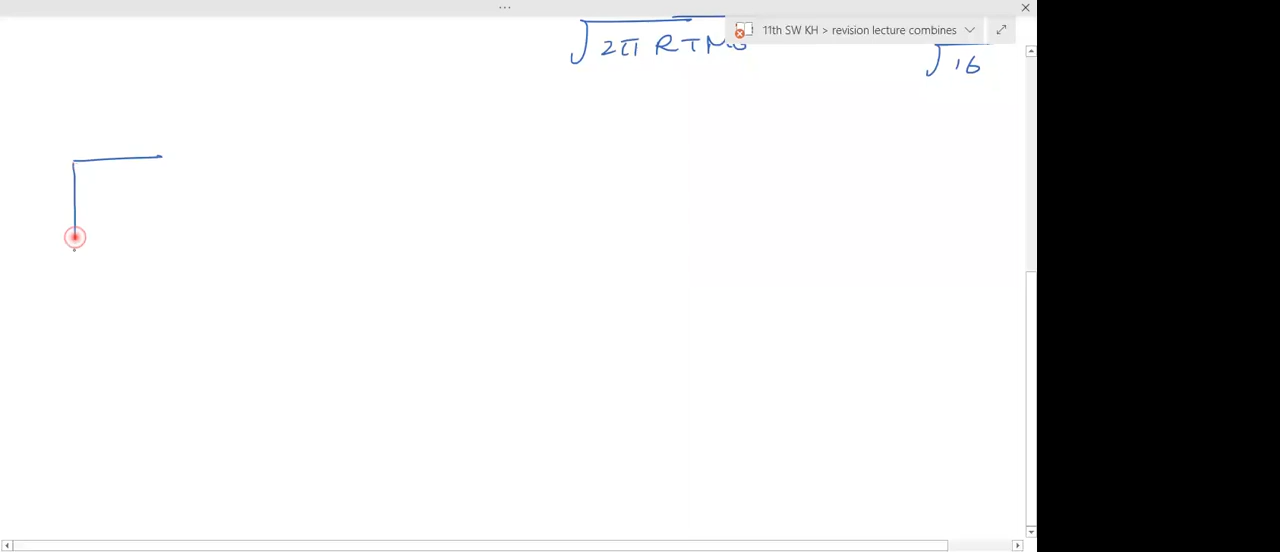 11th SW KH > revision lecture combines
√2π RTM
√16